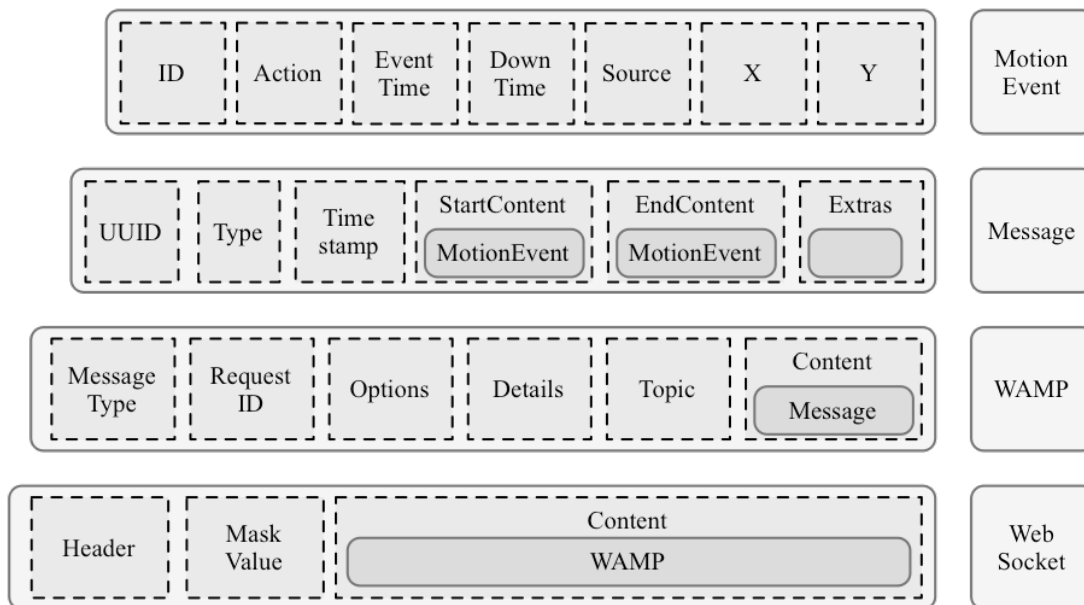 ID
Action
Event
Time
Down
Time
Source
X
Y
Motion
Event
UUID
Type
Time
stamp
StartContent
MotionEvent
EndContent
MotionEvent
Extras
Message
Message
Type
Request
ID
Options
Details
Topic
Content
Message
WAMP
Header
Mask
Value
Content
WAMP
Web
Socket